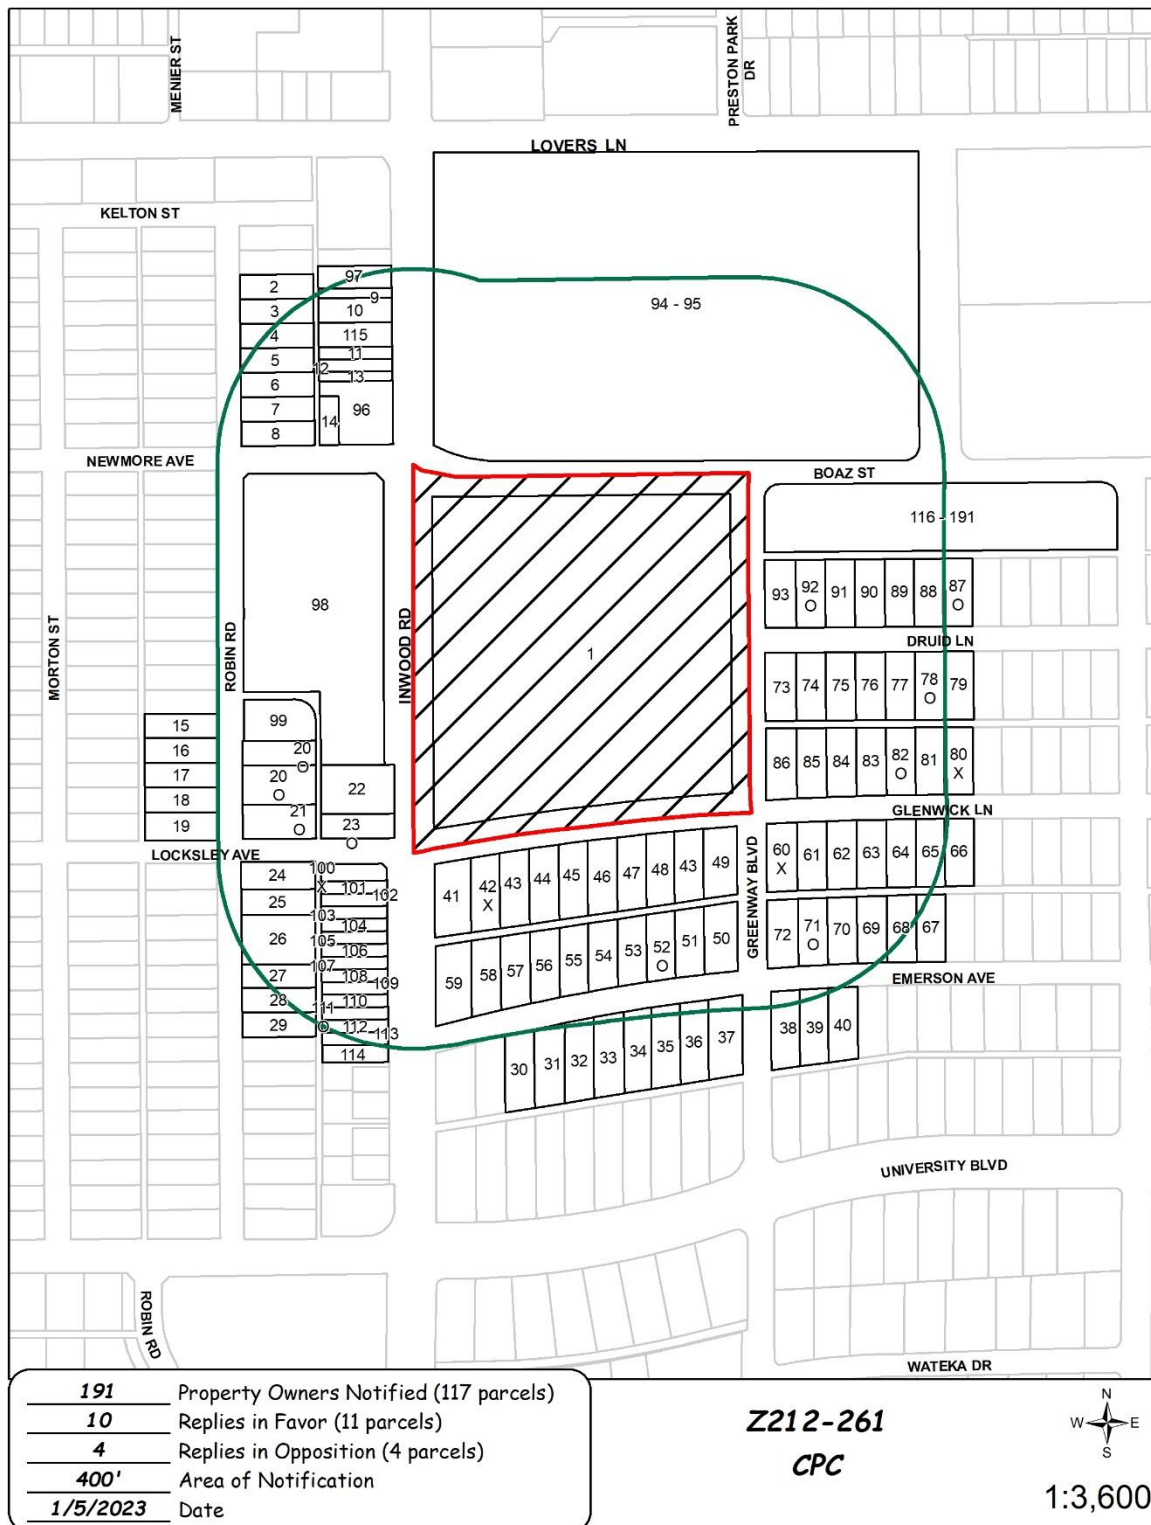 MENIER ST
PRESTON PARK
DR
LOVERS LN
KELTON ST
97
2
9
94 - 95
3
10
4
115
5
11
12
13
6
7
14
96
8
NEWMORE AVE
BOAZ ST
116 - 191
93 92 91 90 89 88 87
O O
98
MORTON ST
ROBIN RD
INWOOD RD
1
DRUID LN
73 74 75 76 77 78 79
O
15
99
16
20
O
17
20
O
22
18
21
O
19
23
O
86 85 84 83 82 81 80
O X
GLENWICK LN
LOCKSLEY AVE
GREENWAY BLVD
24
100
X
101
102
25
103
104
26
105
106
27
107
108
109
28
110
111
O
29
112
113
114
41 42 43 44 45 46 47 48 43 49
X
60 61 62 63 64 65 66
X
59 58 57 56 55 54 53 52 51 50
O
72 71 70 69 68 67
O
EMERSON AVE
30 31 32 33 34 35 36 37
38 39 40
UNIVERSITY BLVD
ROBIN RD
WATEKA DR
191 Property Owners Notified (117 parcels)
10 Replies in Favor (11 parcels)
4 Replies in Opposition (4 parcels)
400' Area of Notification
1/5/2023 Date
Z212-261
CPC
N
W E
S
1:3,600